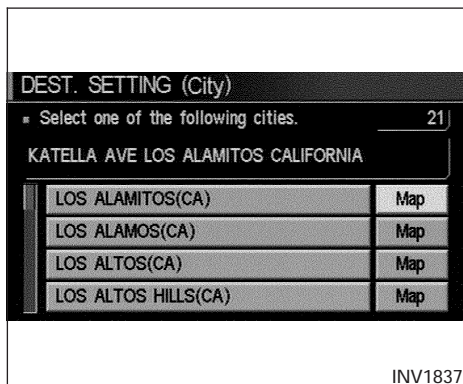 DEST. SETTING (City)
Select one of the following cities. 21
KATELLA AVE LOS ALAMITOS CALIFORNIA
LOS ALAMITOS(CA) Map
LOS ALAMOS(CA) Map
LOS ALTOS(CA) Map
LOS ALTOS HILLS(CA) Map
INV1837